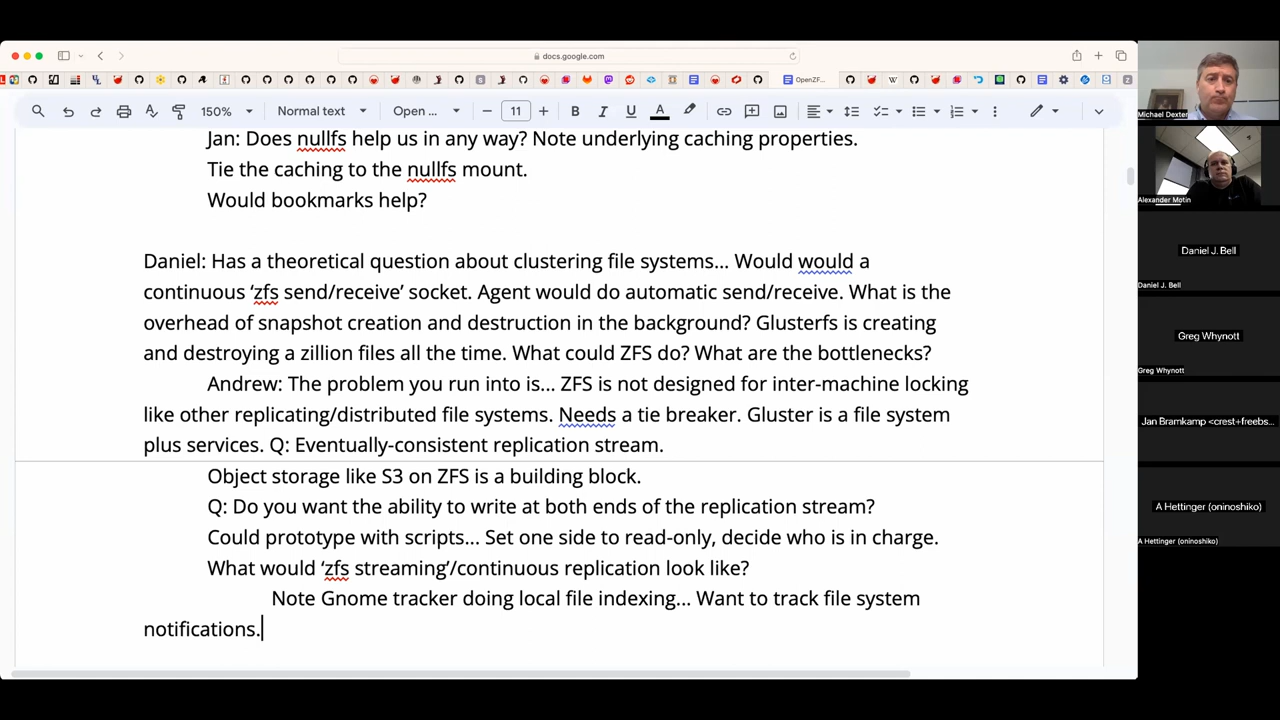 docs.google.com
OpenZF...
150%
Normal text
Open ...
11
Jan: Does nullfs help us in any way? Note underlying caching properties.
Tie the caching to the nullfs mount.
Would bookmarks help?
Daniel: Has a theoretical question about clustering file systems... Would would a
continuous ‘zfs send/receive’ socket. Agent would do automatic send/receive. What is the
overhead of snapshot creation and destruction in the background? Glusterfs is creating
and destroying a zillion files all the time. What could ZFS do? What are the bottlenecks?
Andrew: The problem you run into is... ZFS is not designed for inter-machine locking
like other replicating/distributed file systems. Needs a tie breaker. Gluster is a file system
plus services. Q: Eventually-consistent replication stream.
Object storage like S3 on ZFS is a building block.
Q: Do you want the ability to write at both ends of the replication stream?
Could prototype with scripts... Set one side to read-only, decide who is in charge.
What would ‘zfs streaming’/continuous replication look like?
Note Gnome tracker doing local file indexing... Want to track file system
notifications.
Michael Dexter
Alexander Motin
Daniel J. Bell
Daniel J. Bell
Greg Whynott
Greg Whynott
Jan Bramkamp <crest+freebs...
A Hettinger (oninoshiko)
A Hettinger (oninoshiko)